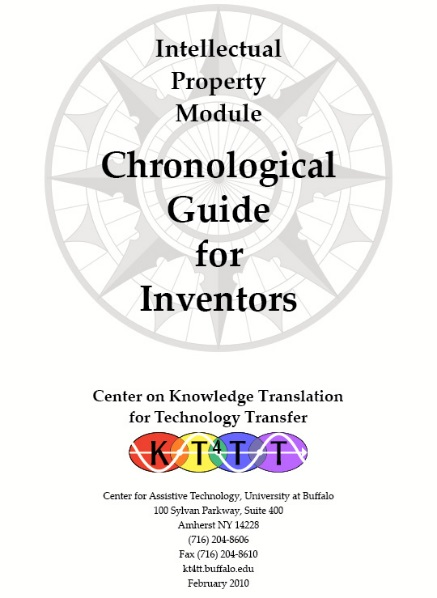 Intellectual
Property
Module
Chronological
Guide
for
Inventors
Center on Knowledge Translation
for Technology Transfer
KT4TT
Center for Assistive Technology, University at Buffalo
100 Sylvan Parkway, Suite 400
Amherst NY 14228
(716) 204-8606
Fax (716) 204-8610
kt4tt.buffalo.edu
February 2010